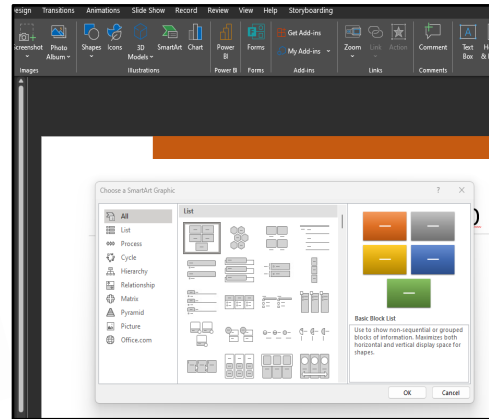 esign Transitions Animations Slide Show Record Review View Help Storyboarding
Screenshot Photo Album Shapes Icons 3D Models SmartArt Chart Power BI Forms Get Add-ins My Add-ins Zoom Link Action Comment Text Box
Images Illustrations Power BI Forms Add-ins Links Comments
Choose a SmartArt Graphic ?
All
List
Process
Cycle
Hierarchy
Relationship
Matrix
Pyramid
Picture
Office.com
List
Basic Block List
Use to show non-sequential or grouped
blocks of information. Maximizes both
horizontal and vertical display space for
shapes.
OK Cancel